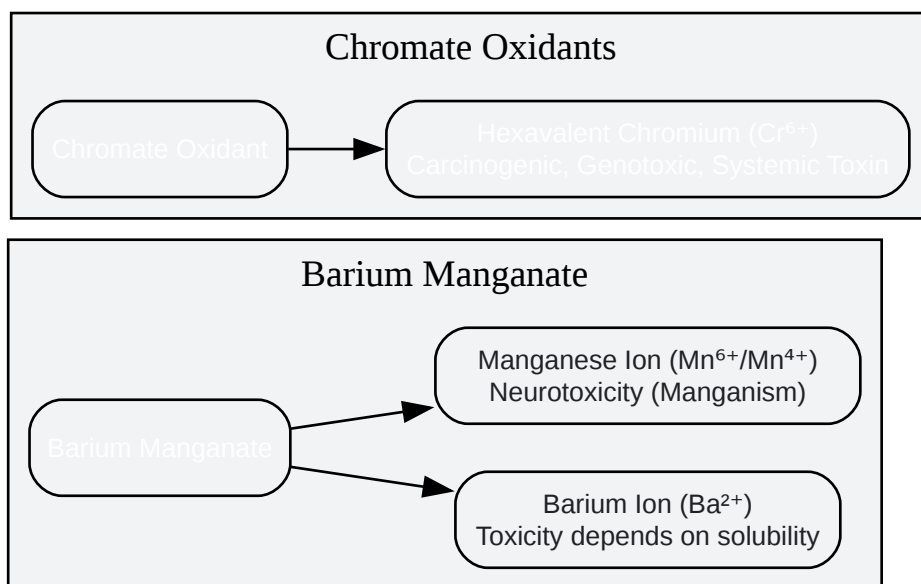 Chromate Oxidants
Chromate Oxidant
Hexavalent Chromium (Cr⁶⁺)
Carcinogenic, Genotoxic, Systemic Toxin
Barium Manganate
Barium Manganate
Manganese Ion (Mn⁶⁺/Mn⁴⁺)
Neurotoxicity (Manganism)
Barium Ion (Ba²⁺)
Toxicity depends on solubility